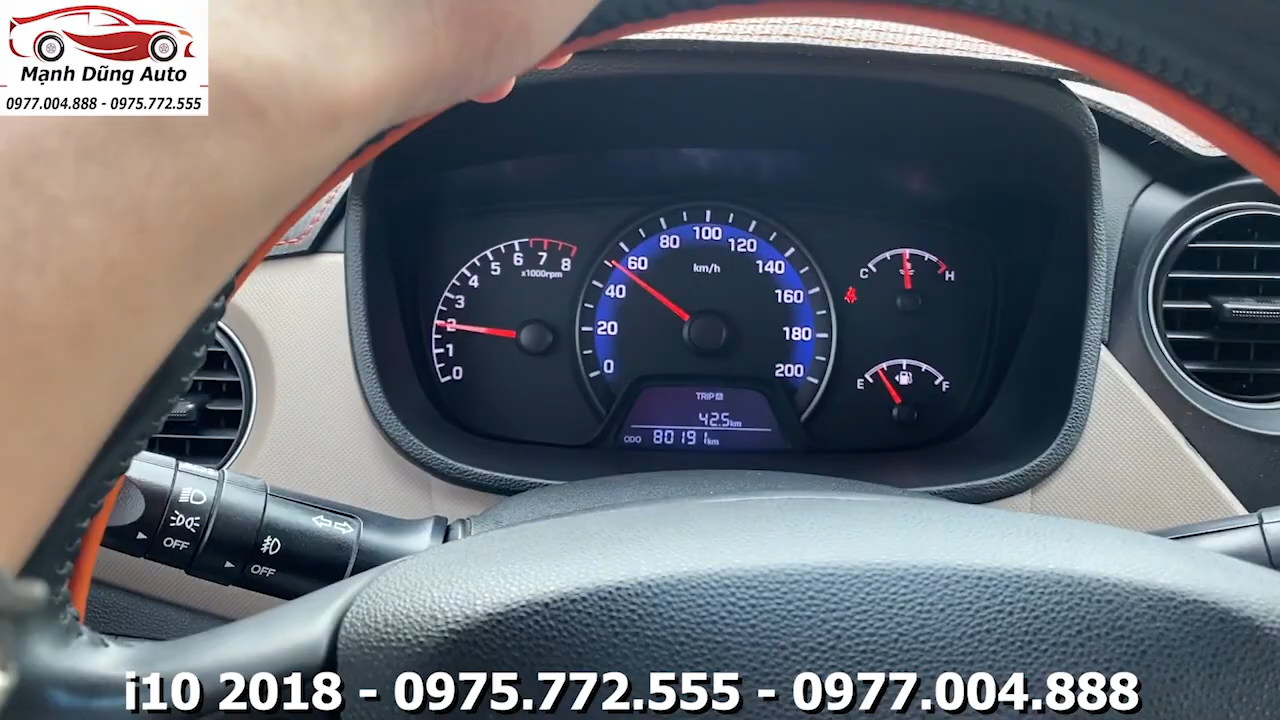 Mạnh Dũng Auto
0977.004.888 - 0975.772.555
0
1
2
3
4
5
6
7
8
x1000rpm
0
20
40
60
80
100
120
140
160
180
200
km/h
C
H
E
F
TRIP A
42.5km
ODO 80191km
OFF
OFF
i10 2018 - 0975.772.555 - 0977.004.888